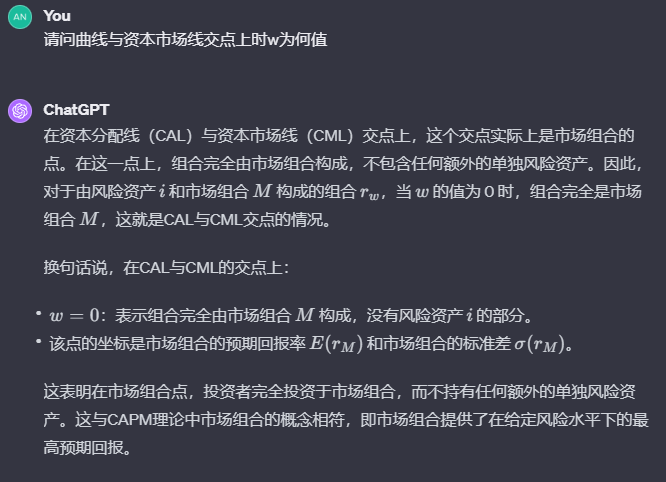 AN You
请问曲线与资本市场线交点上时w为何值
ChatGPT
在资本分配线（CAL）与资本市场线（CML）交点上，这个交点实际上是市场组合的
点。在这一点上，组合完全由市场组合构成，不包含任何额外的单独风险资产。因此，
对于由风险资产 i 和市场组合 M 构成的组合 r_w，当 w 的值为 0 时，组合完全是市场
组合 M，这就是CAL与CML交点的情况。
换句话说，在CAL与CML的交点上：
• w = 0：表示组合完全由市场组合 M 构成，没有风险资产 i 的部分。
• 该点的坐标是市场组合的预期回报率 E(r_M) 和市场组合的标准差 σ(r_M)。
这表明在市场组合点，投资者完全投资于市场组合，而不持有任何额外的单独风险资
产。这与CAPM理论中市场组合的概念相符，即市场组合提供了在给定风险水平下的最
高预期回报。